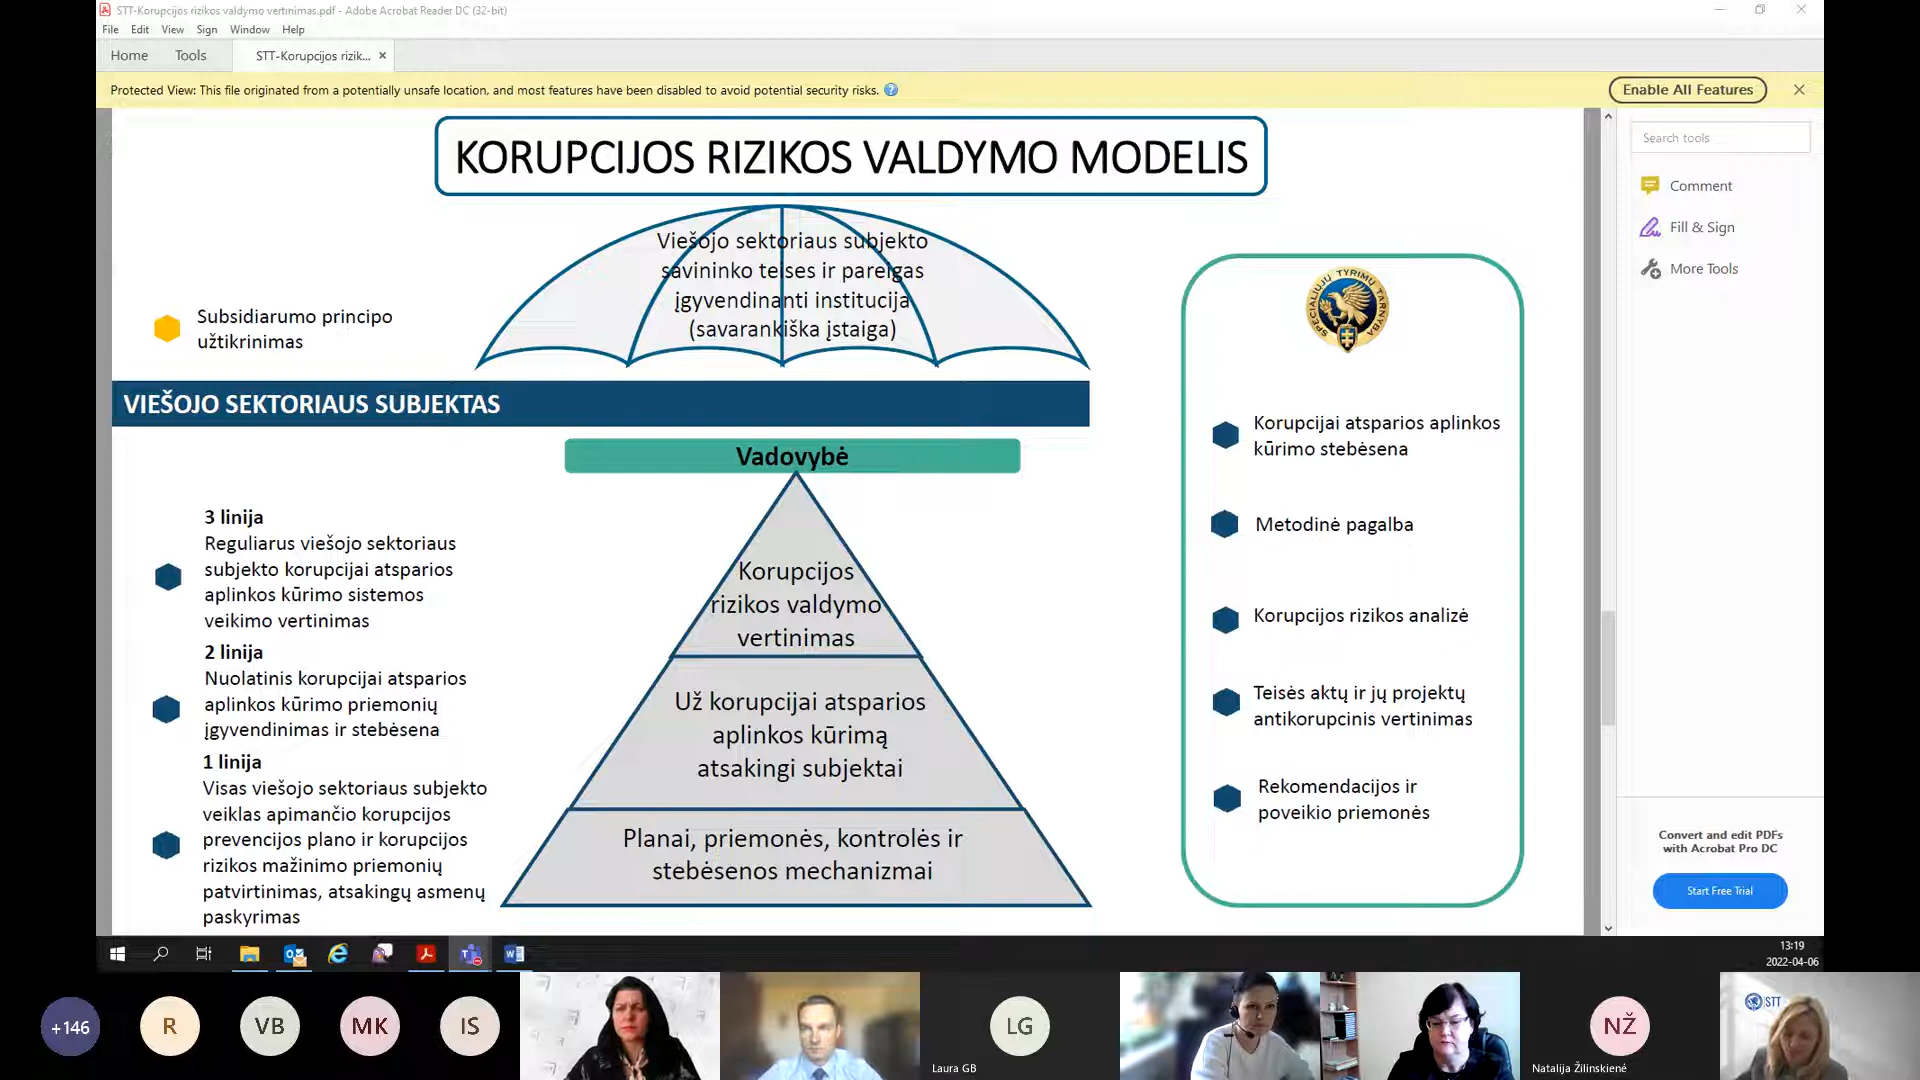 STT-Korupcijos rizikos valdymo vertinimas.pdf - Adobe Acrobat Reader DC (32-bit)
File Edit View Sign Window Help
Home Tools STT-Korupcijos rizik...
Protected View: This file originated from a potentially unsafe location, and most features have been disabled to avoid potential security risks.
Enable All Features
Search tools
Comment
Fill & Sign
More Tools
Convert and edit PDFs
with Acrobat Pro DC
Start Free Trial
KORUPCIJOS RIZIKOS VALDYMO MODELIS
Viešojo sektoriaus subjekto
savininko teises ir pareigas
įgyvendinanti institucija
(savarankiška įstaiga)
Subsidiarumo principo
užtikrinimas
VIEŠOJO SEKTORIAUS SUBJEKTAS
Vadovybė
3 linija
Reguliarus viešojo sektoriaus
subjekto korupcijai atsparios
aplinkos kūrimo sistemos
veikimo vertinimas
2 linija
Nuolatinis korupcijai atsparios
aplinkos kūrimo priemonių
įgyvendinimas ir stebėsena
1 linija
Visas viešojo sektoriaus subjekto
veiklas apimančio korupcijos
prevencijos plano ir korupcijos
rizikos mažinimo priemonių
patvirtinimas, atsakingų asmenų
paskyrimas
Korupcijos
rizikos valdymo
vertinimas
Už korupcijai atsparios
aplinkos kūrimą
atsakingi subjektai
Planai, priemonės, kontrolės ir
stebėsenos mechanizmai
SPECIALIŲJŲ TYRIMŲ TARNYBA
Korupcijai atsparios aplinkos
kūrimo stebėsena
Metodinė pagalba
Korupcijos rizikos analizė
Teisės aktų ir jų projektų
antikorupcinis vertinimas
Rekomendacijos ir
poveikio priemonės
13:19
2022-04-06
+146
R
VB
MK
IS
LG
Laura GB
NŽ
Natalija Žilinskienė
STT